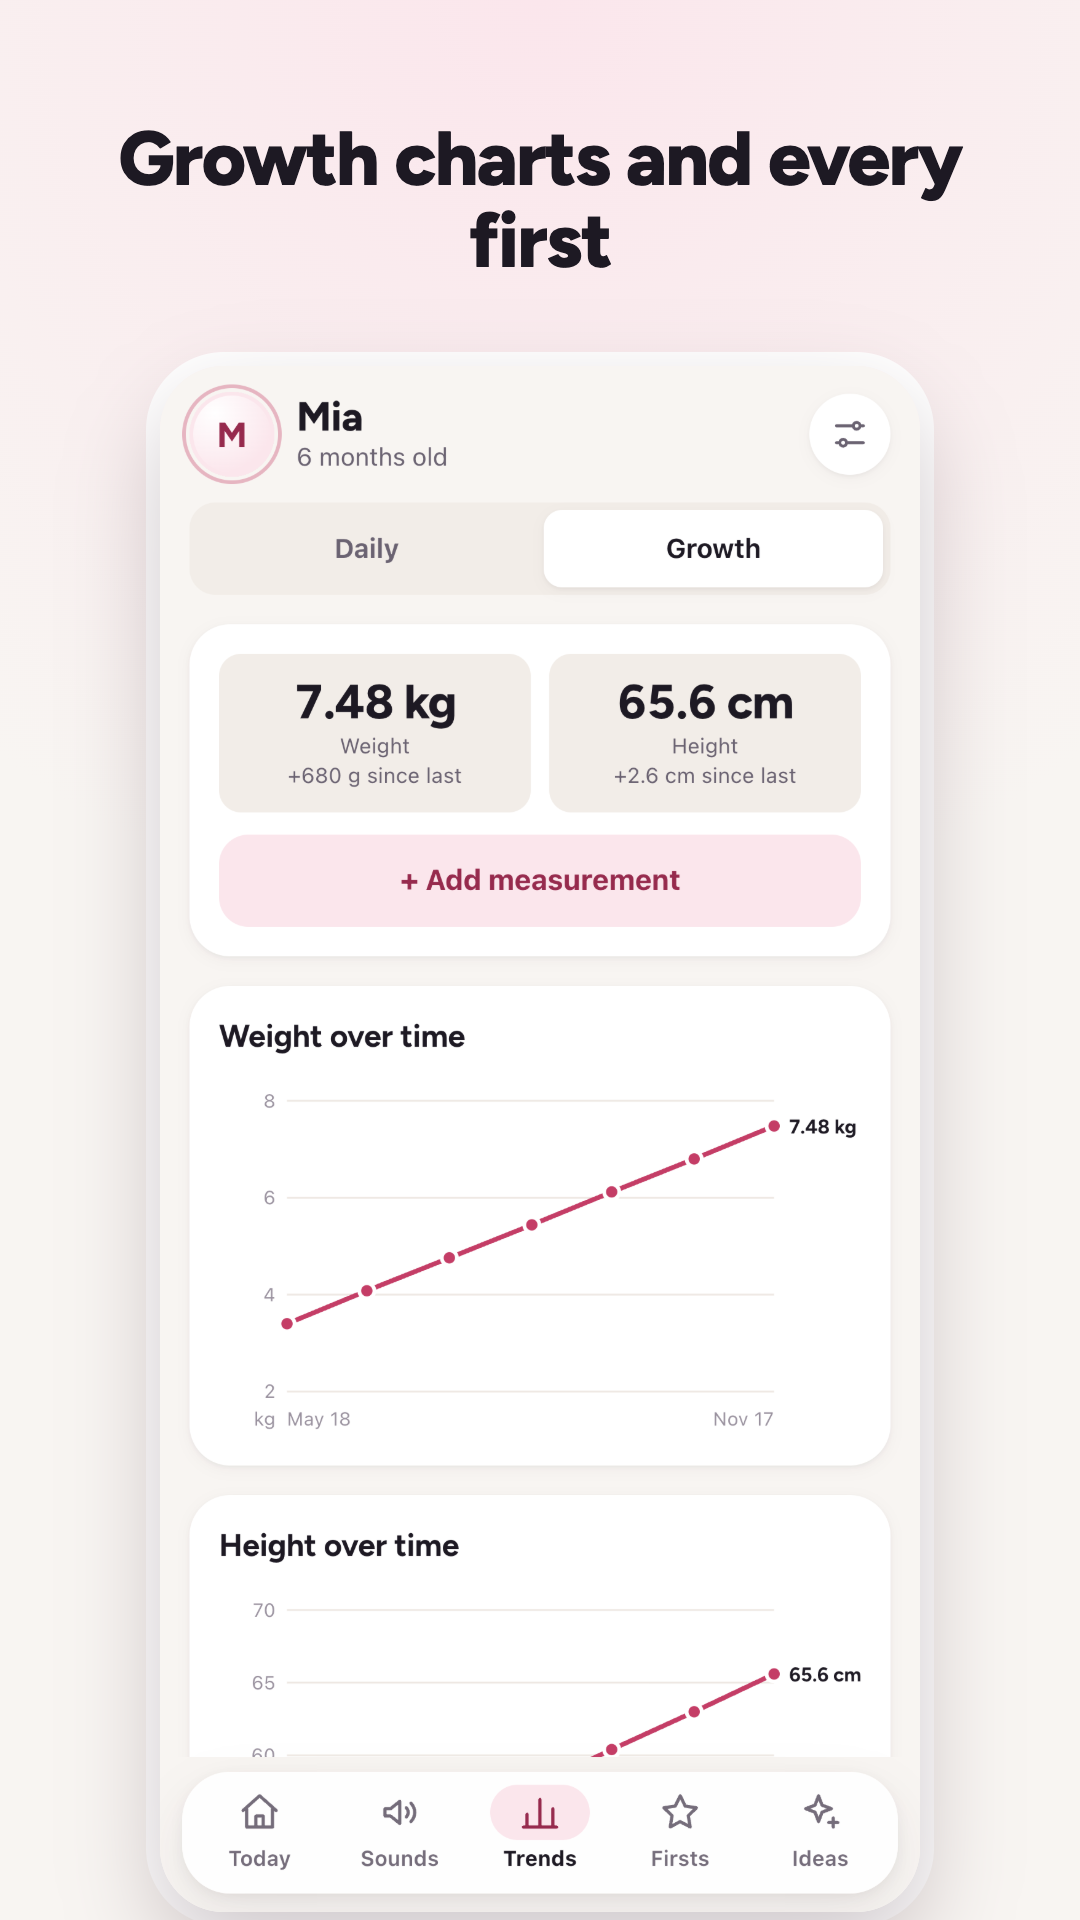 Growth charts and every
first
M
Mia
6 months old
Daily
Growth
7.48 kg
Weight
+680 g since last
65.6 cm
Height
+2.6 cm since last
+ Add measurement
Weight over time
8
7.48 kg
6
4
2
kg
May 18
Nov 17
Height over time
70
65
65.6 cm
60
Today
Sounds
Trends
Firsts
Ideas